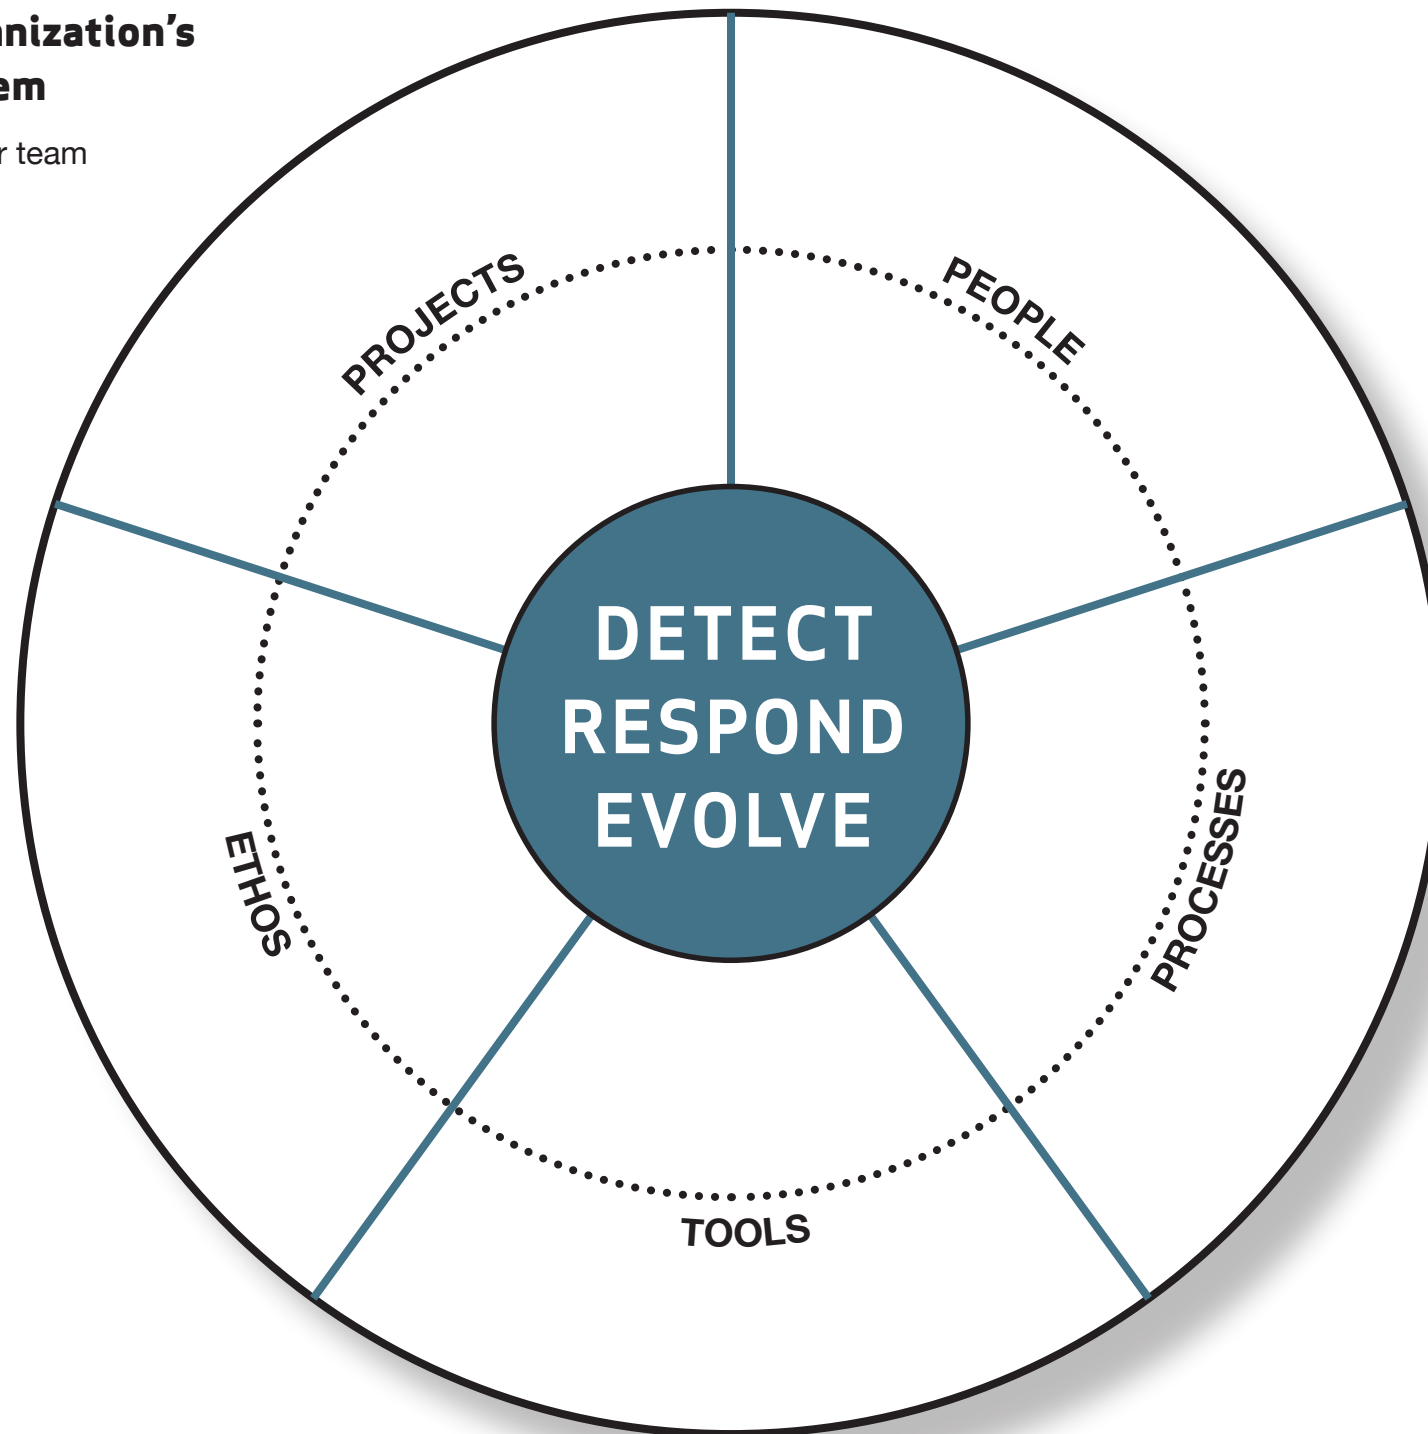 nization's
em
r team
PROJECTS
PEOPLE
DETECT
RESPOND
EVOLVE
ETHOS
PROCESSES
TOOLS